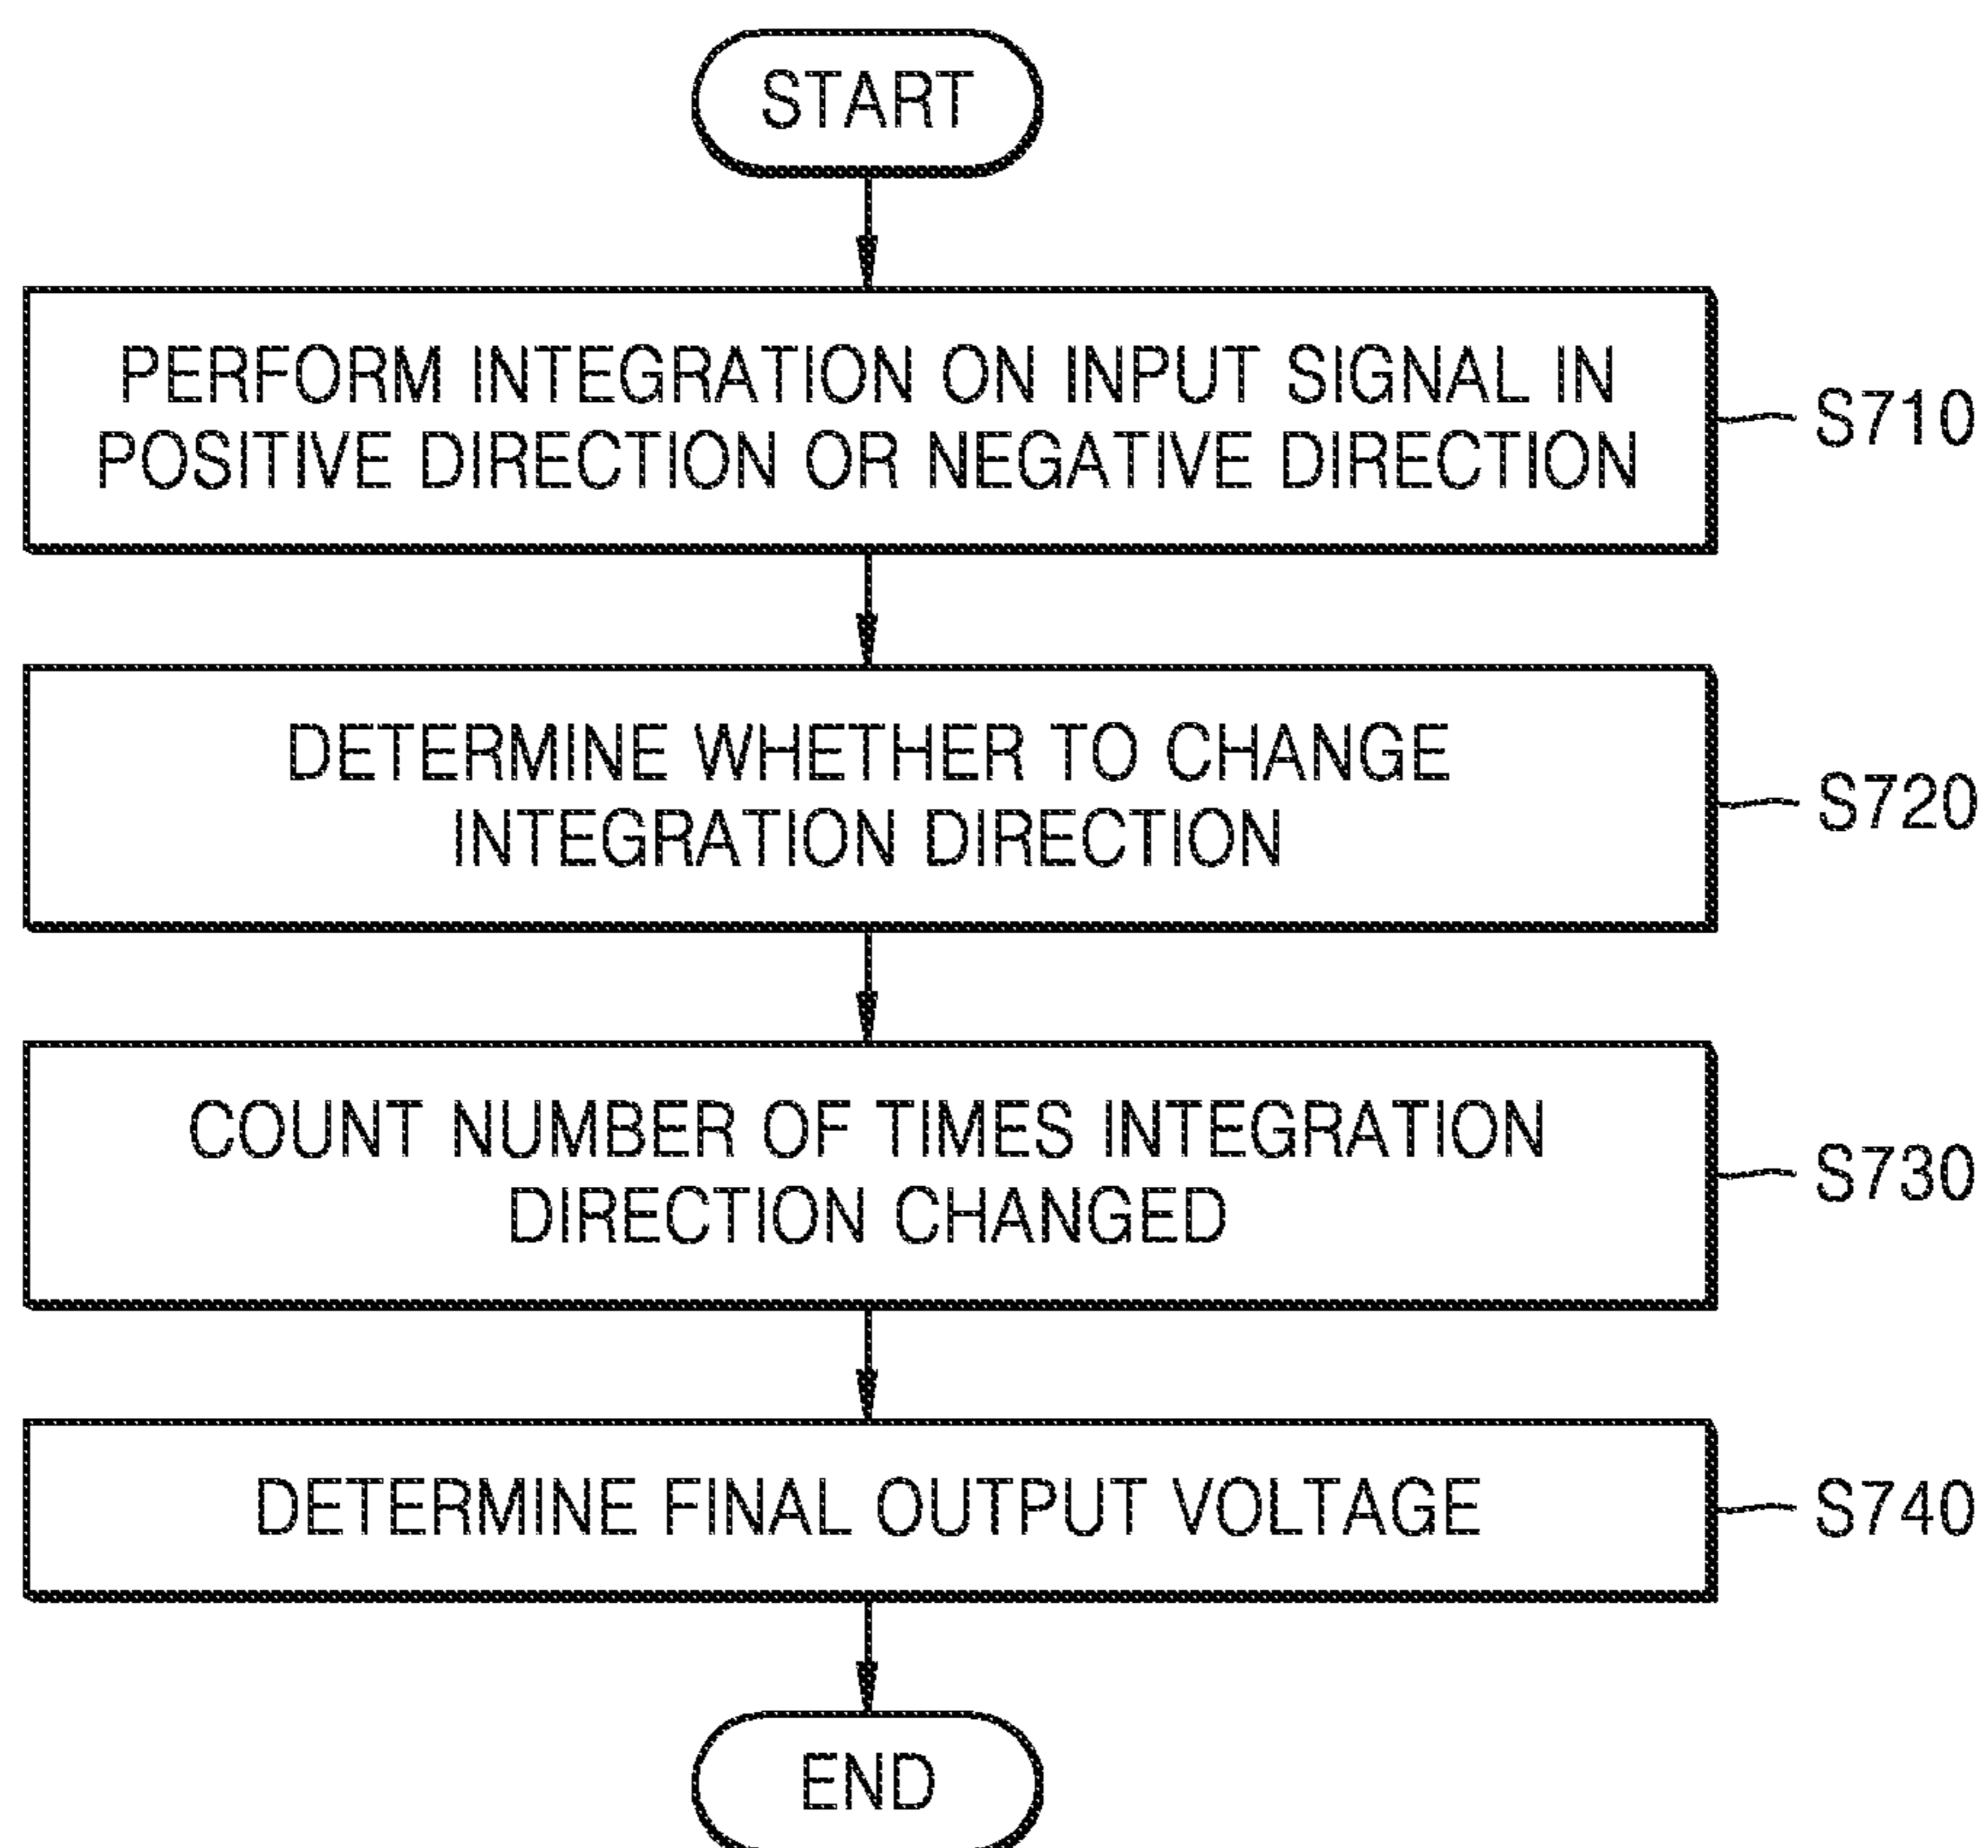 START
PERFORM INTEGRATION ON INPUT SIGNAL IN
POSITIVE DIRECTION OR NEGATIVE DIRECTION
S710
DETERMINE WHETHER TO CHANGE
INTEGRATION DIRECTION
S720
COUNT NUMBER OF TIMES INTEGRATION
DIRECTION CHANGED
S730
DETERMINE FINAL OUTPUT VOLTAGE
S740
END